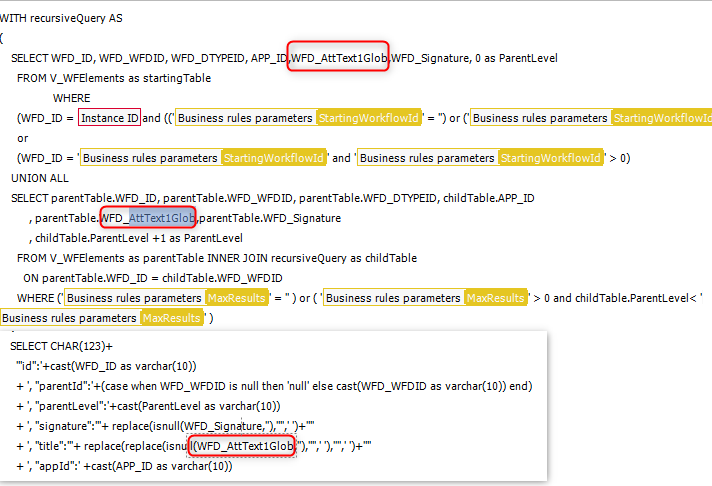 WITH recursiveQuery AS
(
SELECT WFD_ID, WFD_WFDID, WFD_DTYPEID, APP_ID,WFD_AttText1Glob,WFD_Signature, 0 as ParentLevel
FROM V_WFElements as startingTable
WHERE
(WFD_ID = Instance ID and ((' Business rules parameters StartingWorkflowId ' = '') or (' Business rules parameters StartingWorkflowId
or
(WFD_ID = ' Business rules parameters StartingWorkflowId ' and ' Business rules parameters StartingWorkflowId ' > 0)
UNION ALL
SELECT parentTable.WFD_ID, parentTable.WFD_WFDID, parentTable.WFD_DTYPEID, childTable.APP_ID
, parentTable.WFD_AttText1Glob,parentTable.WFD_Signature
, childTable.ParentLevel +1 as ParentLevel
FROM V_WFElements as parentTable INNER JOIN recursiveQuery as childTable
ON parentTable.WFD_ID = childTable.WFD_WFDID
WHERE (' Business rules parameters MaxResults ' = '' ) or ( ' Business rules parameters MaxResults ' > 0 and childTable.ParentLevel< '
Business rules parameters MaxResults ' )
SELECT CHAR(123)+
'"id":'+cast(WFD_ID as varchar(10))
+ ', "parentId":'+(case when WFD_WFDID is null then 'null' else cast(WFD_WFDID as varchar(10)) end)
+ ', "parentLevel":'+cast(ParentLevel as varchar(10))
+ ', "signature":"'+ replace(isnull(WFD_Signature,''),'"',' ')+'"'
+ ', "title":"'+ replace(replace(isnull(WFD_AttText1Glob,''),'"',' '),'"',' ')+'"'
+ ', "appId":' +cast(APP_ID as varchar(10))